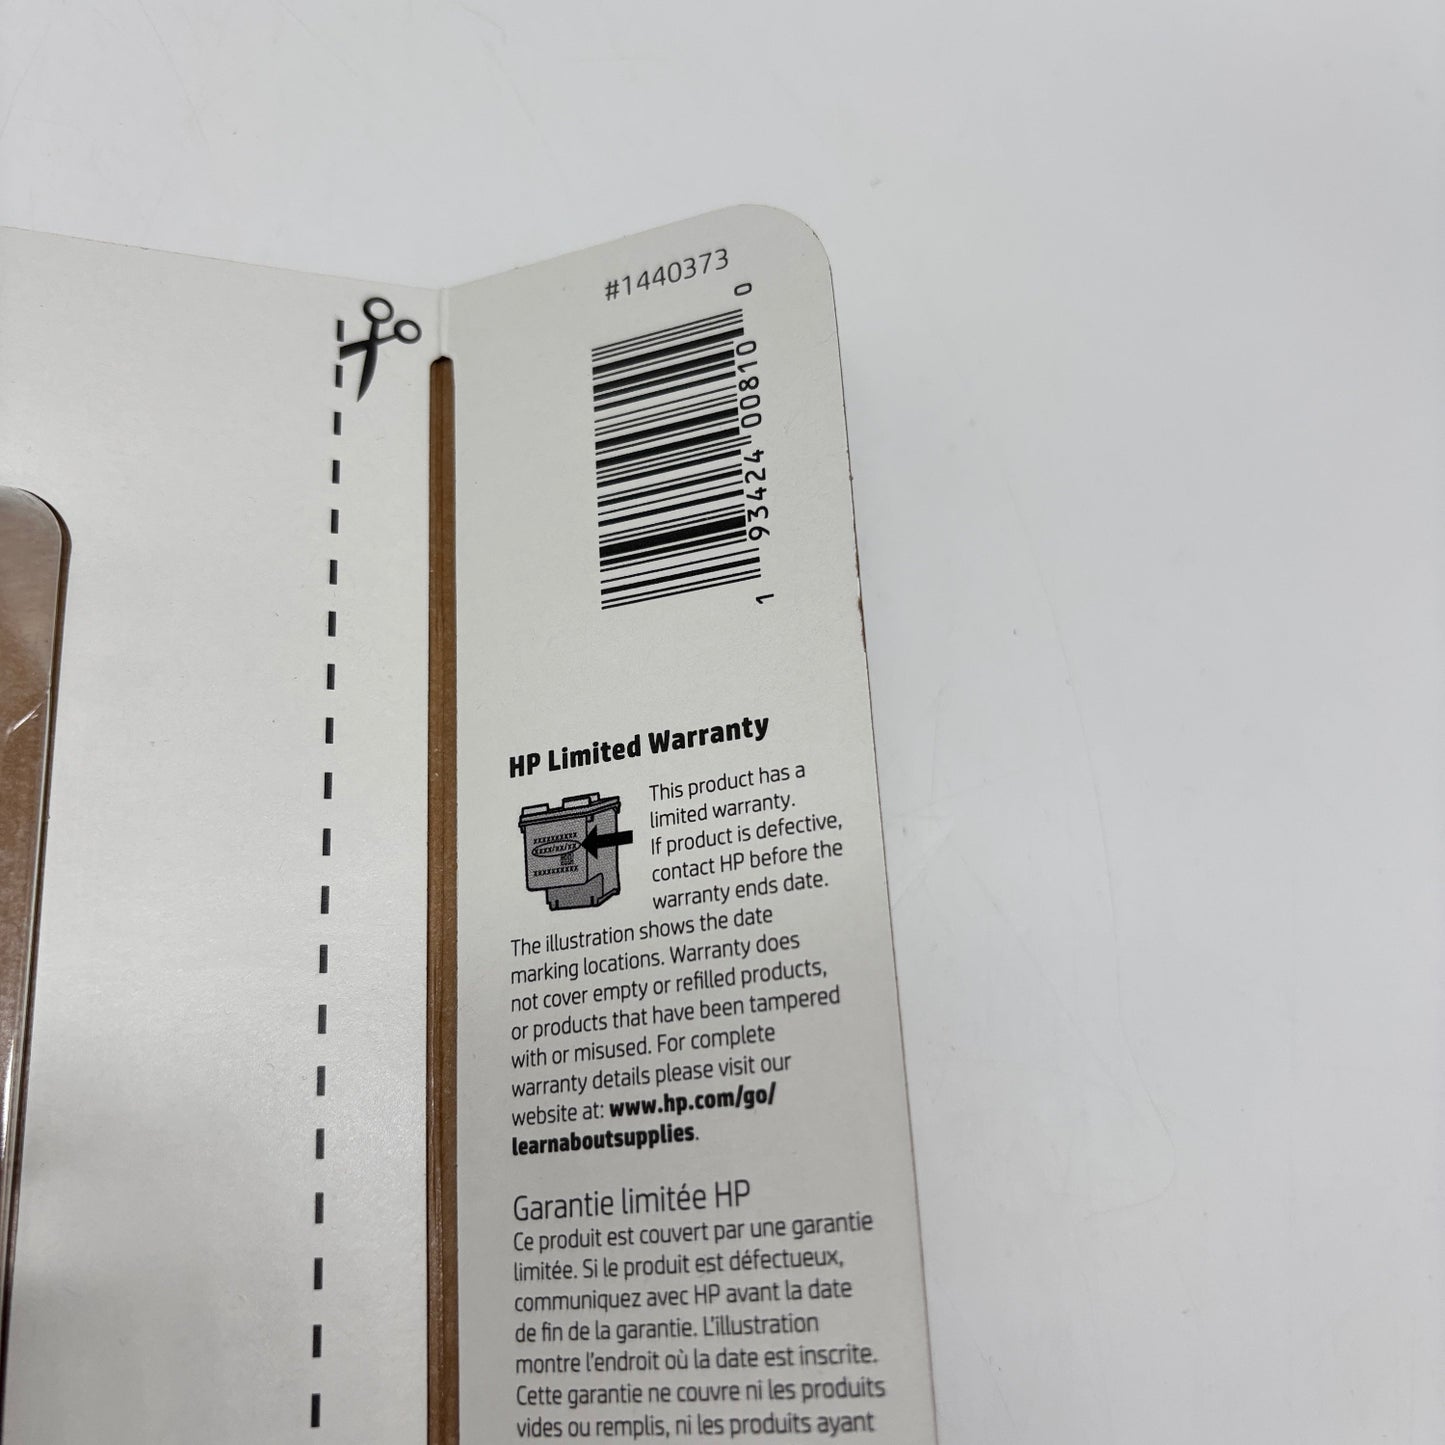 #1440373
1 93424 00810 0
HP Limited Warranty
This product has a
limited warranty.
If product is defective,
contact HP before the
warranty ends date.
xxxxxxxxxx
xxxx/xx/xx
xxxxxxxxxx
The illustration shows the date
marking locations. Warranty does
not cover empty or refilled products,
or products that have been tampered
with or misused. For complete
warranty details please visit our
website at: www.hp.com/go/
learnaboutsupplies.
Garantie limitée HP
Ce produit est couvert par une garantie
limitée. Si le produit est défectueux,
communiquez avec HP avant la date
de fin de la garantie. L'illustration
montre l'endroit où la date est inscrite.
Cette garantie ne couvre ni les produits
vides ou remplis, ni les produits ayant